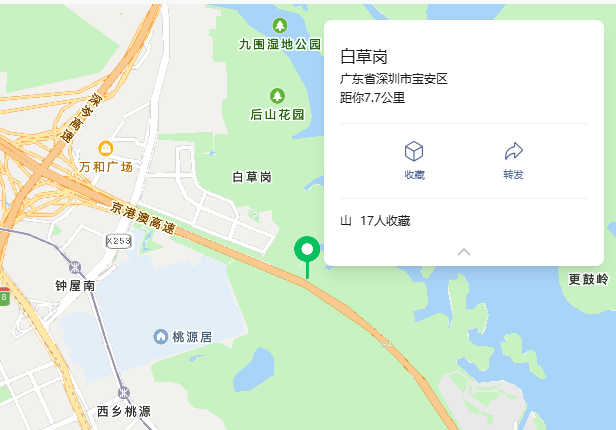 九围湿地公园
后山花园
深岑高速
万和广场
白草岗
京港澳高速
X253
钟屋南
桃源居
西乡桃源
更鼓岭
白草岗
广东省深圳市宝安区
距你7.7公里
收藏
转发
山 17人收藏